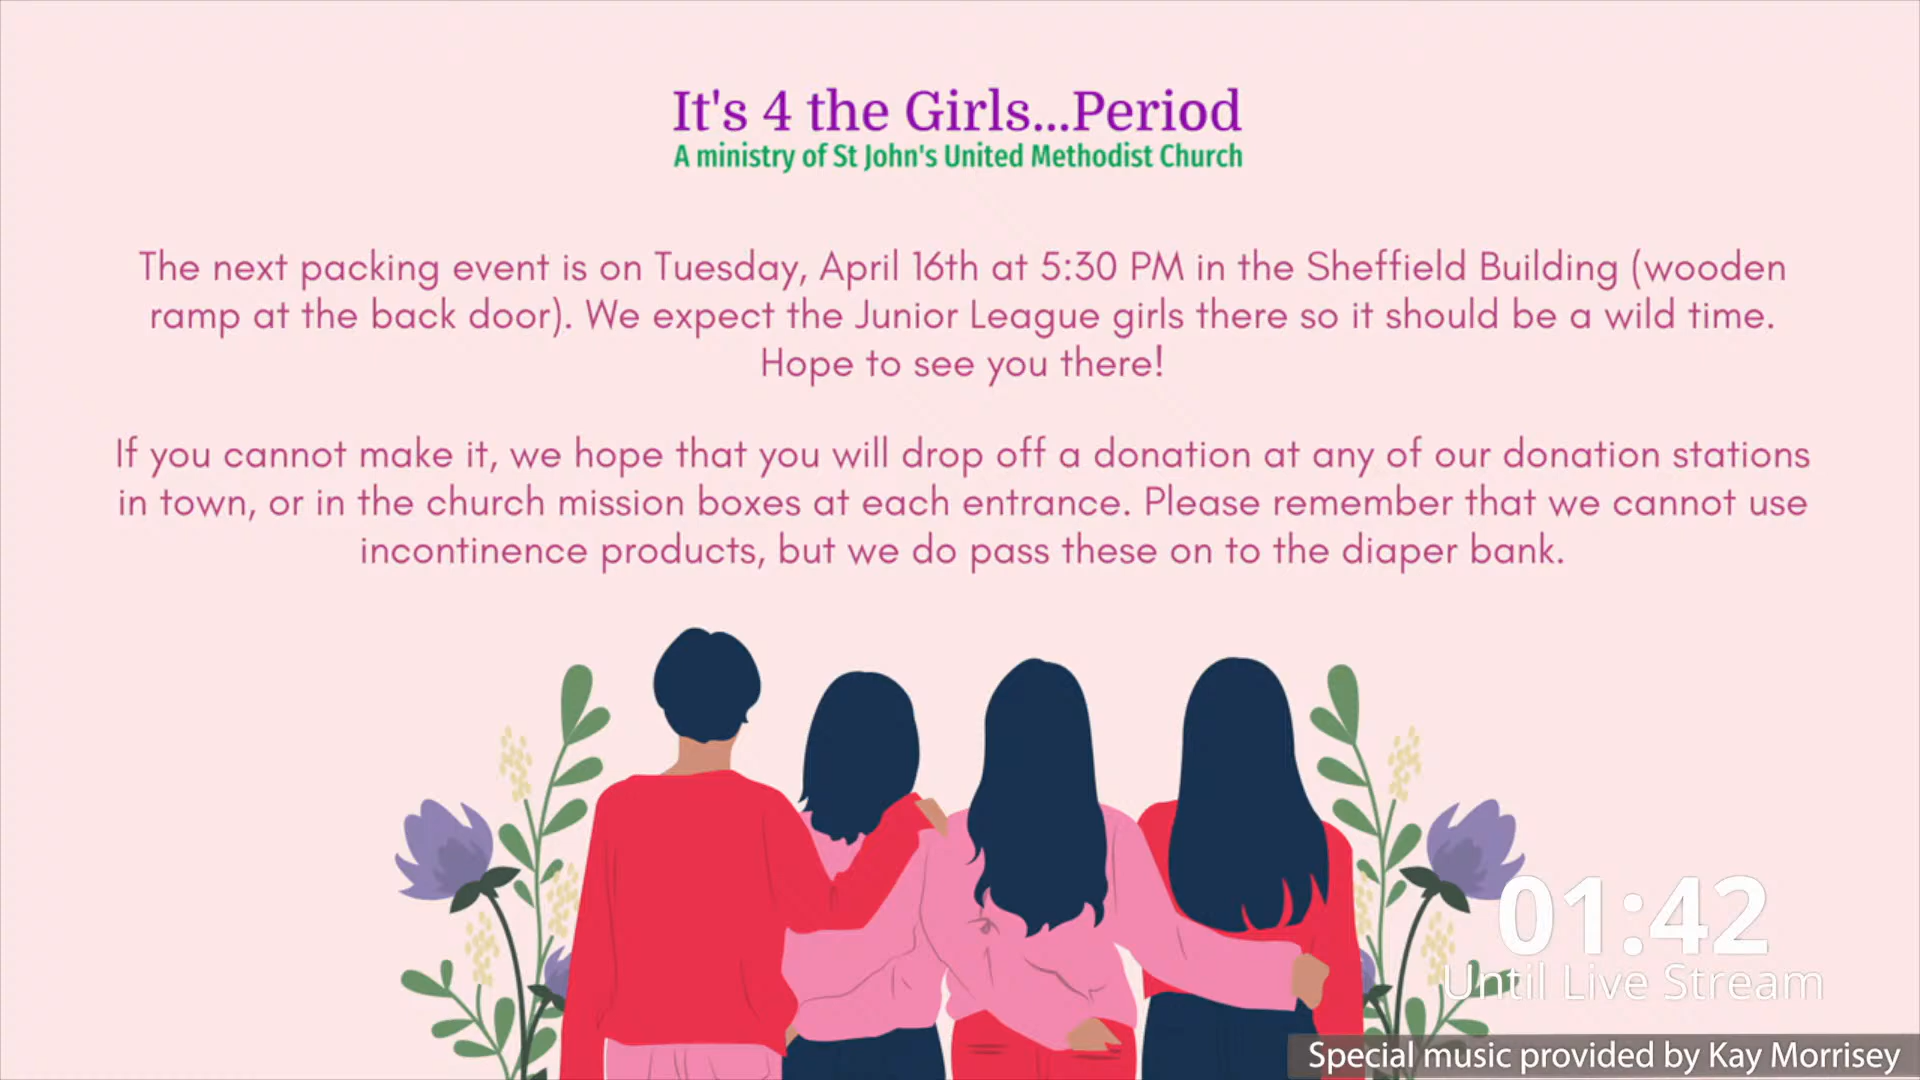 It's 4 the Girls...Period
A ministry of St John's United Methodist Church
The next packing event is on Tuesday, April 16th at 5:30 PM in the Sheffield Building (wooden
ramp at the back door). We expect the Junior League girls there so it should be a wild time.
Hope to see you there!
If you cannot make it, we hope that you will drop off a donation at any of our donation stations
in town, or in the church mission boxes at each entrance. Please remember that we cannot use
incontinence products, but we do pass these on to the diaper bank.
01:42
Until Live Stream
Special music provided by Kay Morrisey